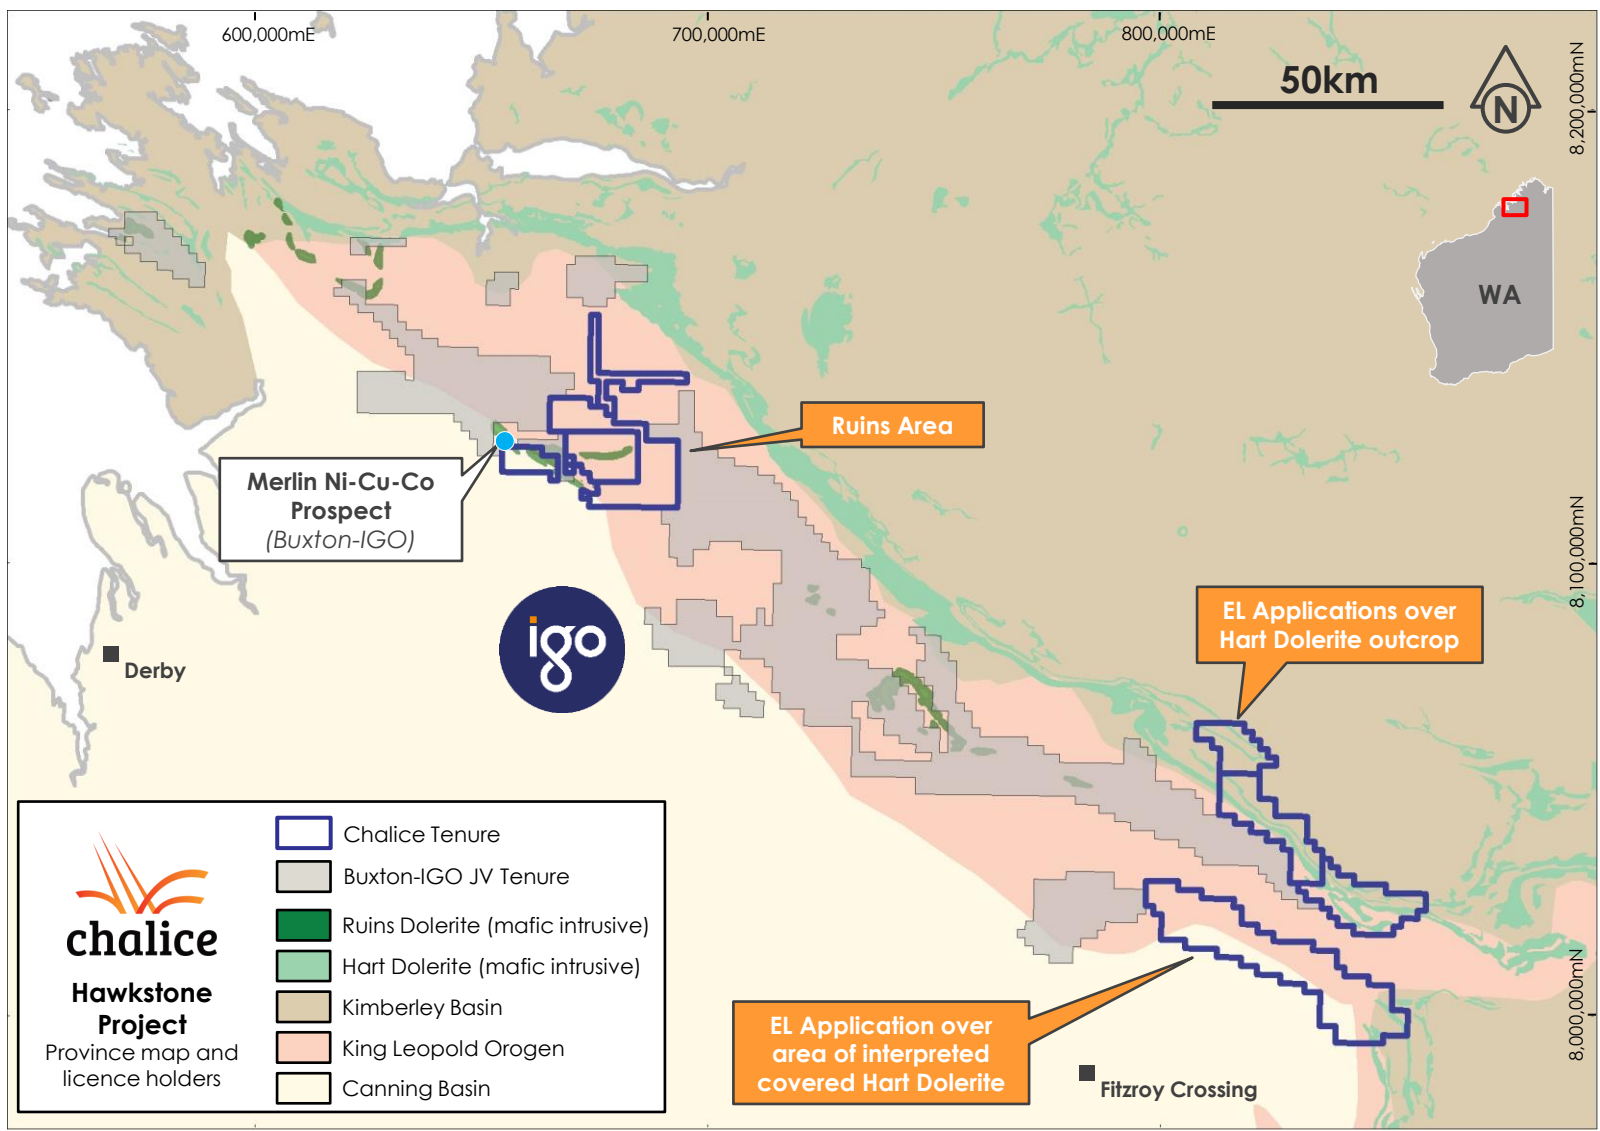 600,000mE
700,000mE
800,000mE
50km
N
8,200,000mN
WA
Ruins Area
Merlin Ni-Cu-Co
Prospect
(Buxton-IGO)
8,100,000mN
igo
EL Applications over
Hart Dolerite outcrop
Derby
chalice
Hawkstone
Project
Province map and
licence holders
Chalice Tenure
Buxton-IGO JV Tenure
Ruins Dolerite (mafic intrusive)
Hart Dolerite (mafic intrusive)
Kimberley Basin
King Leopold Orogen
Canning Basin
EL Application over
area of interpreted
covered Hart Dolerite
8,000,000mN
Fitzroy Crossing